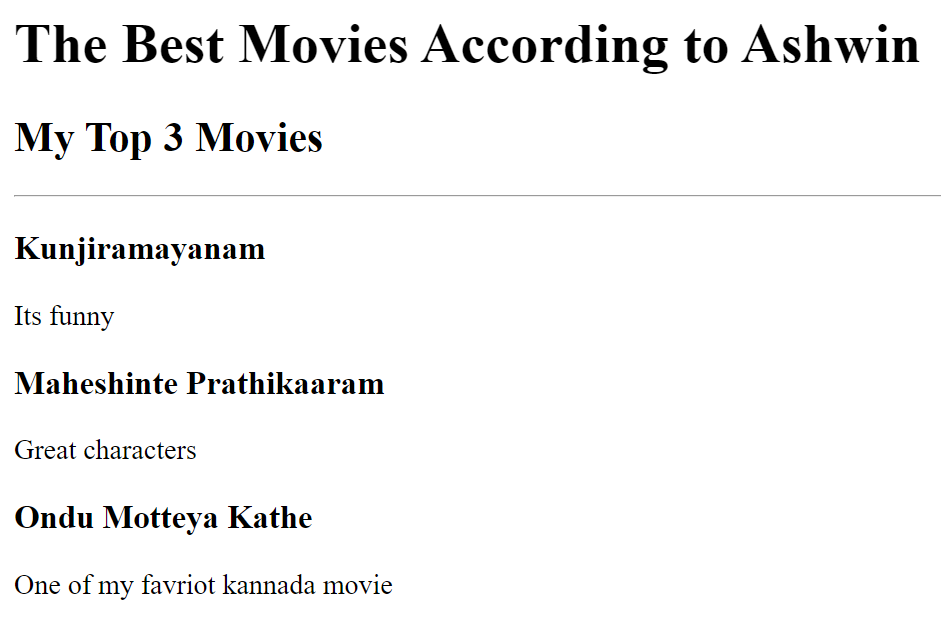 The Best Movies According to Ashwin
My Top 3 Movies
Kunjiramayanam
Its funny
Maheshinte Prathikaaram
Great characters
Ondu Motteya Kathe
One of my favriot kannada movie